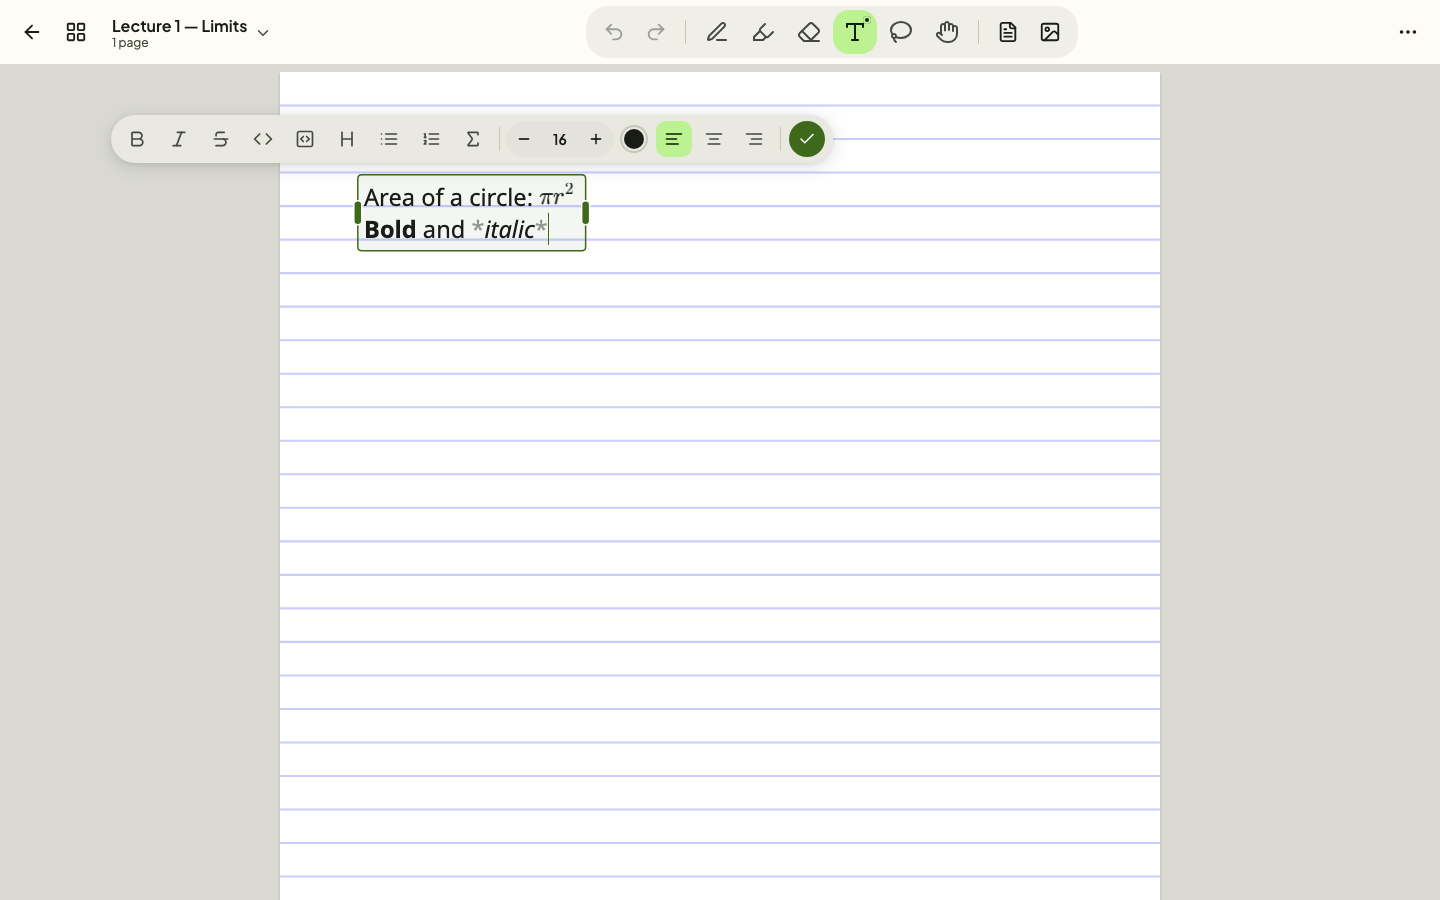 Lecture 1 — Limits
1 page
16
Area of a circle: πr²
Bold and *italic*